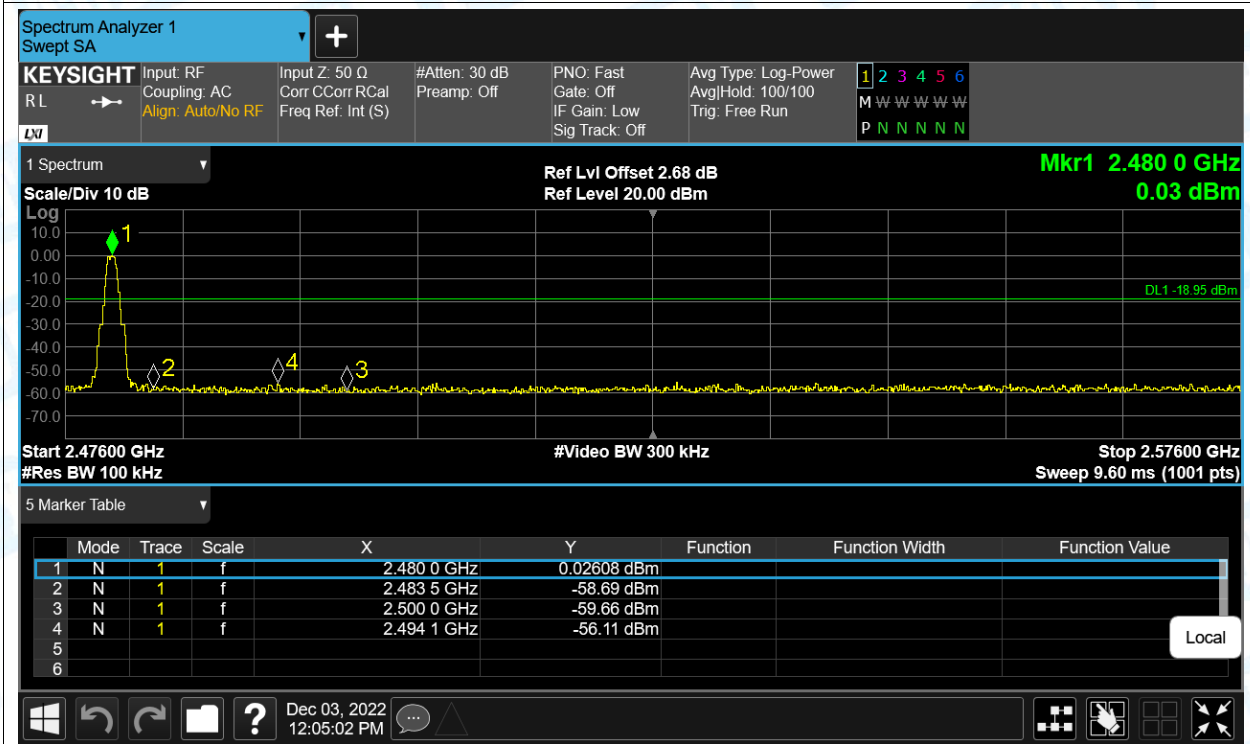 Spectrum Analyzer 1
Swept SA
KEYSIGHT
R L
LXI
Input: RF
Coupling: AC
Align: Auto/No RF
Input Z: 50 Ω
Corr CCorr RCal
Freq Ref: Int (S)
#Atten: 30 dB
Preamp: Off
PNO: Fast
Gate: Off
IF Gain: Low
Sig Track: Off
Avg Type: Log-Power
Avg|Hold: 100/100
Trig: Free Run
1 2 3 4 5 6
M W W W W W
P N N N N N
1 Spectrum
Scale/Div 10 dB
Ref Lvl Offset 2.68 dB
Ref Level 20.00 dBm
Mkr1 2.480 0 GHz
0.03 dBm
Log
10.0
0.00
-10.0
-20.0
-30.0
-40.0
-50.0
-60.0
-70.0
1
2
4
3
DL1 -18.95 dBm
Start 2.47600 GHz
#Res BW 100 kHz
#Video BW 300 kHz
Stop 2.57600 GHz
Sweep 9.60 ms (1001 pts)
5 Marker Table
Mode Trace Scale X Y Function Function Width Function Value
1 N 1 f 2.480 0 GHz 0.02608 dBm
2 N 1 f 2.483 5 GHz -58.69 dBm
3 N 1 f 2.500 0 GHz -59.66 dBm
4 N 1 f 2.494 1 GHz -56.11 dBm
5
6
Local
?
Dec 03, 2022
12:05:02 PM